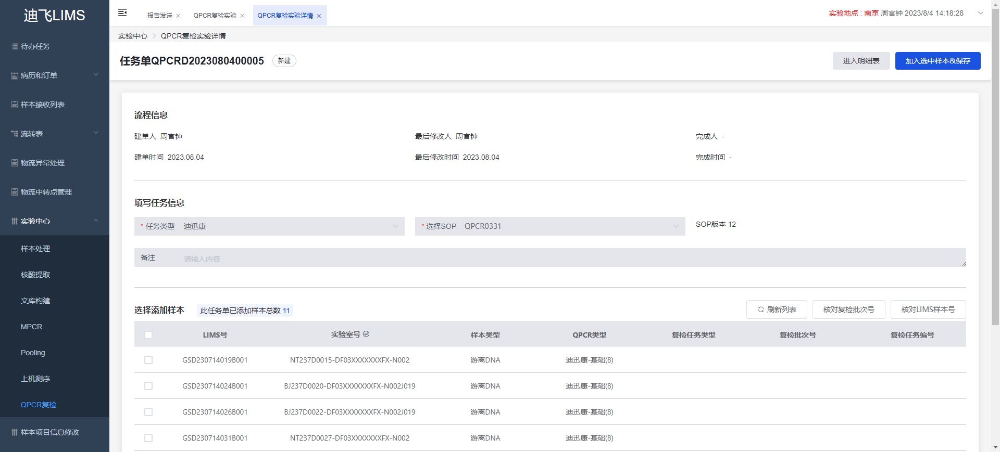 迪飞LIMS
待办任务
病历和订单
样本接收列表
流转表
物流异常处理
物流中转点管理
实验中心
样本处理
核酸提取
文库构建
MPCR
Pooling
上机测序
QPCR复检
样本项目信息修改
报告发送 × QPCR复检实验 × QPCR复检实验详情 ×
实验地点 : 南京 周官钟 2023/8/4 14:18:28
实验中心 > QPCR复检实验详情
任务单QPCRD2023080400005 新建
进入明细表 加入选中样本&保存
流程信息
建单人 周官钟 最后修改人 周官钟 完成人 -
建单时间 2023.08.04 最后修改时间 2023.08.04 完成时间 -
填写任务信息
* 任务类型 迪迅康 * 选择SOP QPCR0331 SOP版本 12
备注 请输入内容
选择添加样本 此任务单已添加样本总数 11 刷新列表 核对复检批次号 核对LIMS样本号
LIMS号 实验室号 样本类型 QPCR类型 复检任务类型 复检批次号 复检任务编号
GSD230714019B001 NT237D0015-DF03XXXXXXXFX-N002 游离DNA 迪迅康-基础(8)
GSD230714024B001 BJ237D0020-DF03XXXXXXXFX-N002J019 游离DNA 迪迅康-基础(8)
GSD230714026B001 BJ237D0022-DF03XXXXXXXFX-N002J019 游离DNA 迪迅康-基础(8)
GSD230714031B001 NT237D0027-DF03XXXXXXXFX-N002 游离DNA 迪迅康-基础(8)